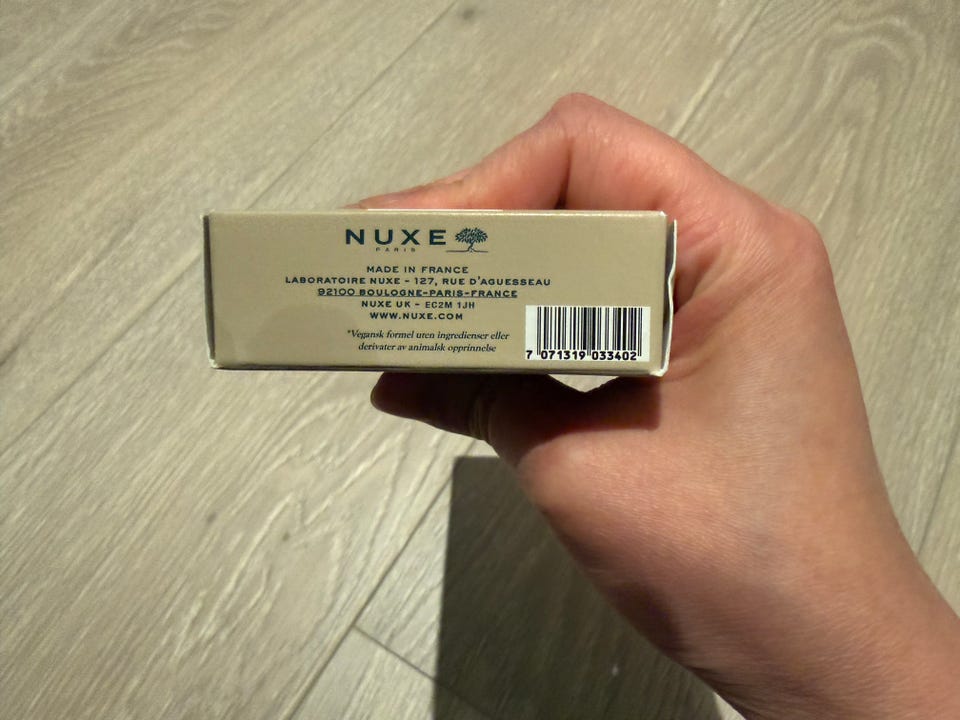 NUXE
PARIS
MADE IN FRANCE
LABORATOIRE NUXE - 127, RUE D'AGUESSEAU
92100 BOULOGNE-PARIS-FRANCE
NUXE UK - EC2M 1JH
WWW.NUXE.COM
*Vegansk formel uten ingredienser eller
derivater av animalsk opprinnelse
7 071319 033402